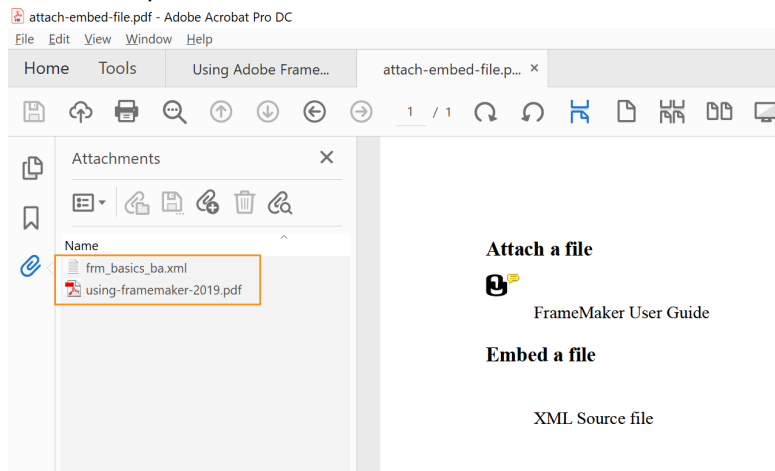 attach-embed-file.pdf - Adobe Acrobat Pro DC
File Edit View Window Help
Home Tools Using Adobe Frame... attach-embed-file.p... ×
1 / 1
Attachments
Name
frm_basics_ba.xml
using-framemaker-2019.pdf
Attach a file
FrameMaker User Guide
Embed a file
XML Source file